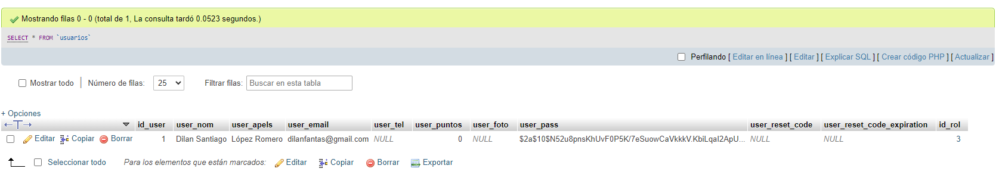 Mostrando filas 0 - 0 (total de 1, La consulta tardó 0.0523 segundos.)
SELECT * FROM `usuarios`
Perfilando [ Editar en línea ] [ Editar ] [ Explicar SQL ] [ Crear código PHP ] [ Actualizar ]
Mostrar todo | Número de filas: 25 Filtrar filas: Buscar en esta tabla
+ Opciones
←T→ id_user user_nom user_apels user_email user_tel user_puntos user_foto user_pass user_reset_code user_reset_code_expiration id_rol
Editar Copiar Borrar 1 Dilan Santiago López Romero dilanfantas@gmail.com NULL 0 NULL $2a$10$N52u8pnsKhUvF0P5K/7eSuowCaVkkkV.KbiLqaI2ApU... NULL NULL 3
Seleccionar todo Para los elementos que están marcados: Editar Copiar Borrar Exportar